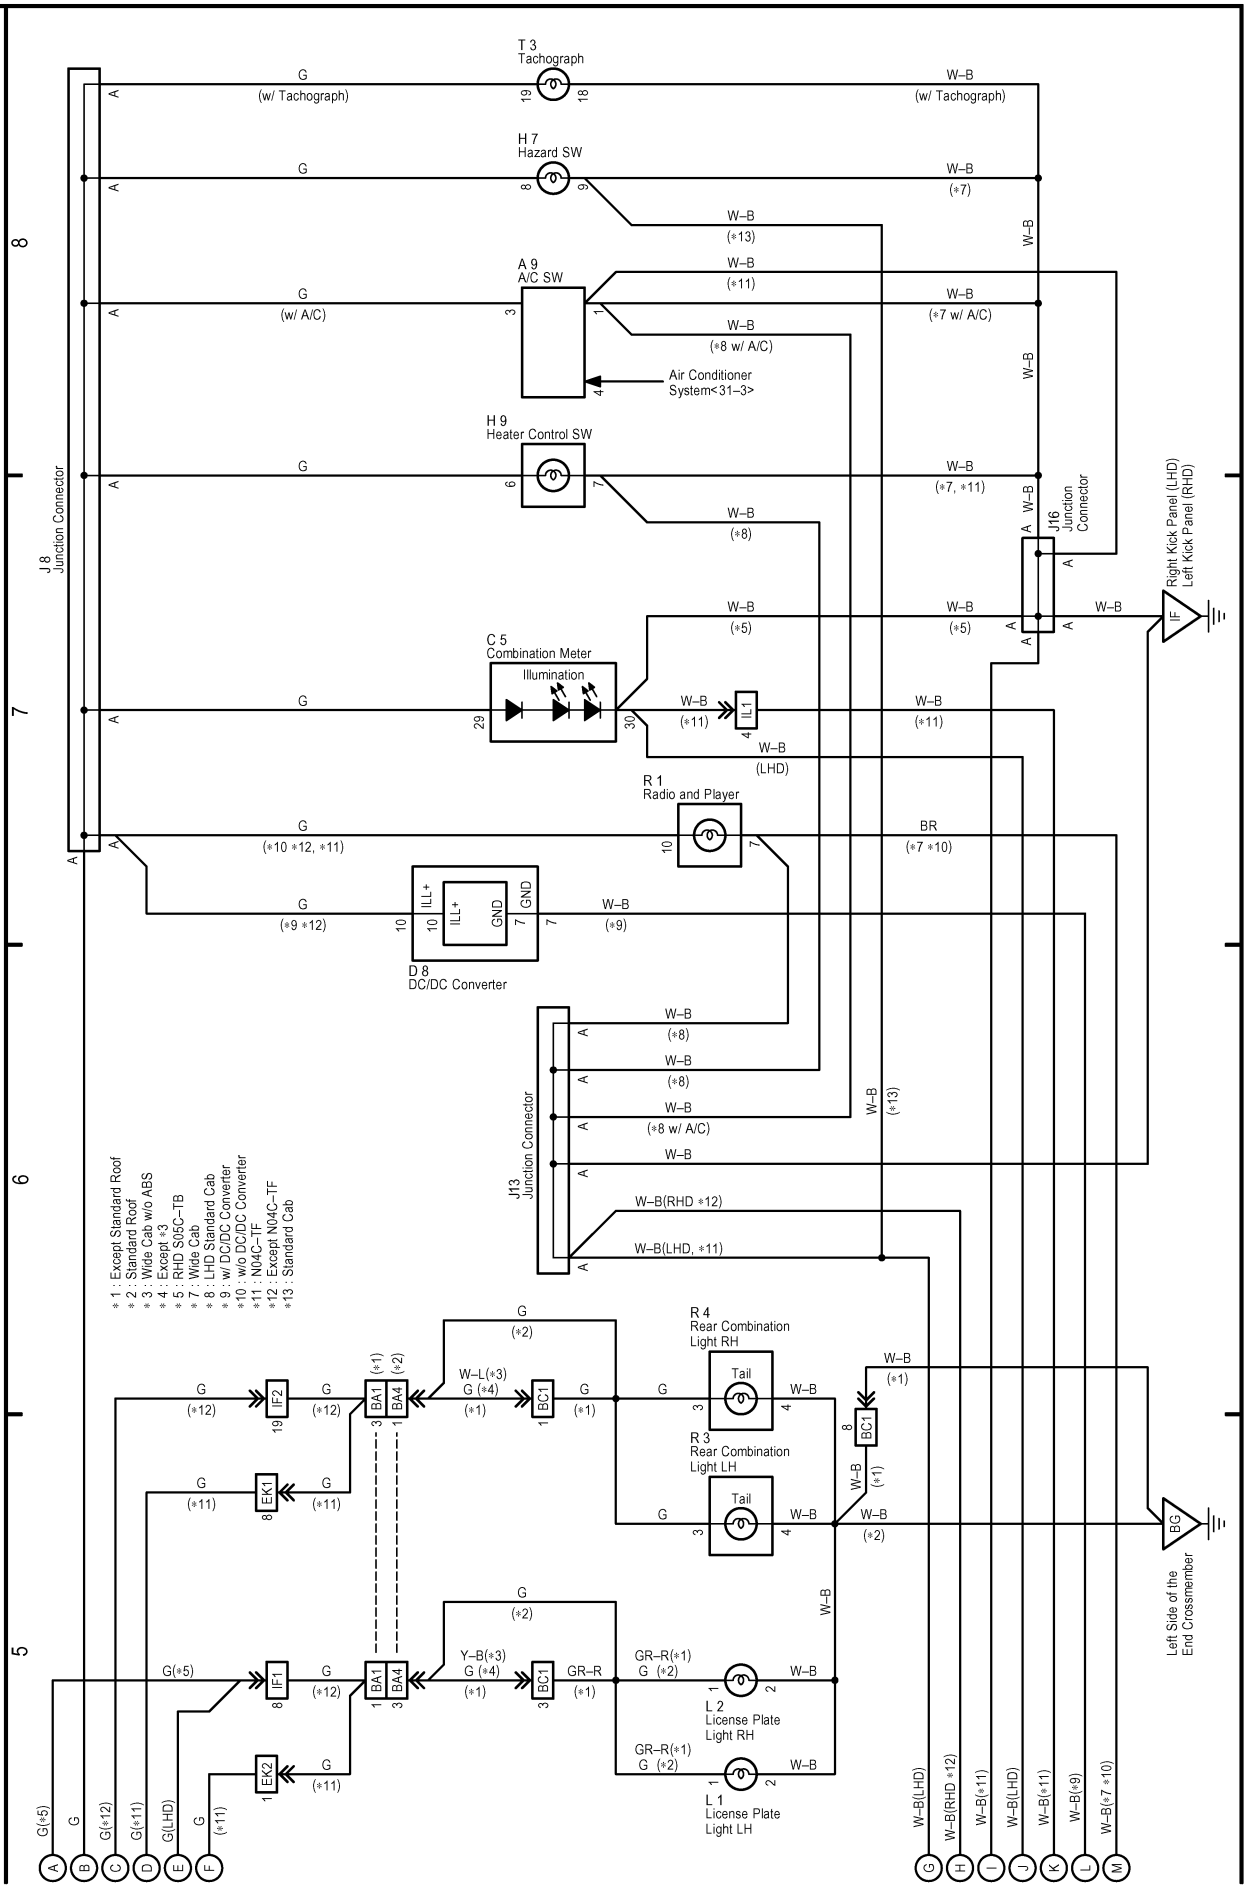 T 3
Tachograph
G
(w/ Tachograph)
19
18
W–B
(w/ Tachograph)
A
H 7
Hazard SW
G
8
9
W–B
(∗7)
A
W–B
(∗13)
W–B
8
A 9
A/C SW
W–B
(∗11)
G
(w/ A/C)
3
1
W–B
(∗7 w/ A/C)
A
W–B
(∗8 w/ A/C)
W–B
Air Conditioner
System<31–3>
4
H 9
Heater Control SW
G
6
7
W–B
(∗7, ∗11)
A
W–B
(∗8)
W–B
A
J16
Junction
Connector
A
J 8
Junction Connector
Right Kick Panel (LHD)
Left Kick Panel (RHD)
W–B
(∗5)
W–B
(∗5)
A
A
A
W–B
IF
C 5
Combination Meter
Illumination
G
29
30
W–B
(∗11)
IL1
4
W–B
(∗11)
A
7
W–B
(LHD)
R 1
Radio and Player
G
(∗10 ∗12, ∗11)
10
7
BR
(∗7 ∗10)
A
A
G
(∗9 ∗12)
10
ILL+
10
ILL+
GND
7
GND
7
W–B
(∗9)
D 8
DC/DC Converter
W–B
(∗8)
A
W–B
(∗8)
A
W–B
(∗8 w/ A/C)
A
W–B
A
W–B
(∗13)
J13
Junction Connector
W–B(RHD ∗12)
W–B(LHD, ∗11)
A
6
∗ 1 : Except Standard Roof
∗ 2 : Standard Roof
∗ 3 : Wide Cab w/o ABS
∗ 4 : Except ∗3
∗ 5 : RHD S05C–TB
∗ 7 : Wide Cab
∗ 8 : LHD Standard Cab
∗ 9 : w/ DC/DC Converter
∗10 : w/o DC/DC Converter
∗11 : N04C–TF
∗12 : Except N04C–TF
∗13 : Standard Cab
G
(∗2)
R 4
Rear Combination
Light RH
Tail
G
(∗12)
IF2
19
G
(∗12)
BA1
(∗1)
BA4
(∗2)
3
1
W–L(∗3)
G (∗4)
(∗1)
BC1
1
G
(∗1)
G
3
4
W–B
W–B
(∗1)
8
BC1
W–B
(∗1)
G
(∗11)
EK1
8
G
(∗11)
R 3
Rear Combination
Light LH
Tail
G
3
4
W–B
W–B
(∗2)
BG
W–B
Left Side of the
End Crossmember
5
G
(∗2)
G(∗5)
IF1
8
G
(∗12)
BA1
BA4
1
3
Y–B(∗3)
G (∗4)
(∗1)
BC1
3
GR–R
(∗1)
GR–R(∗1)
G (∗2)
1
2
W–B
L 2
License Plate
Light RH
EK2
1
G
(∗11)
GR–R(∗1)
G (∗2)
1
2
W–B
L 1
License Plate
Light LH
G(∗5)
G
G(∗12)
G(∗11)
G(LHD)
G
(∗11)
W–B(LHD)
W–B(RHD ∗12)
W–B(∗11)
W–B(LHD)
W–B(∗11)
W–B(∗9)
W–B(∗7 ∗10)
A
B
C
D
E
F
G
H
I
J
K
L
M